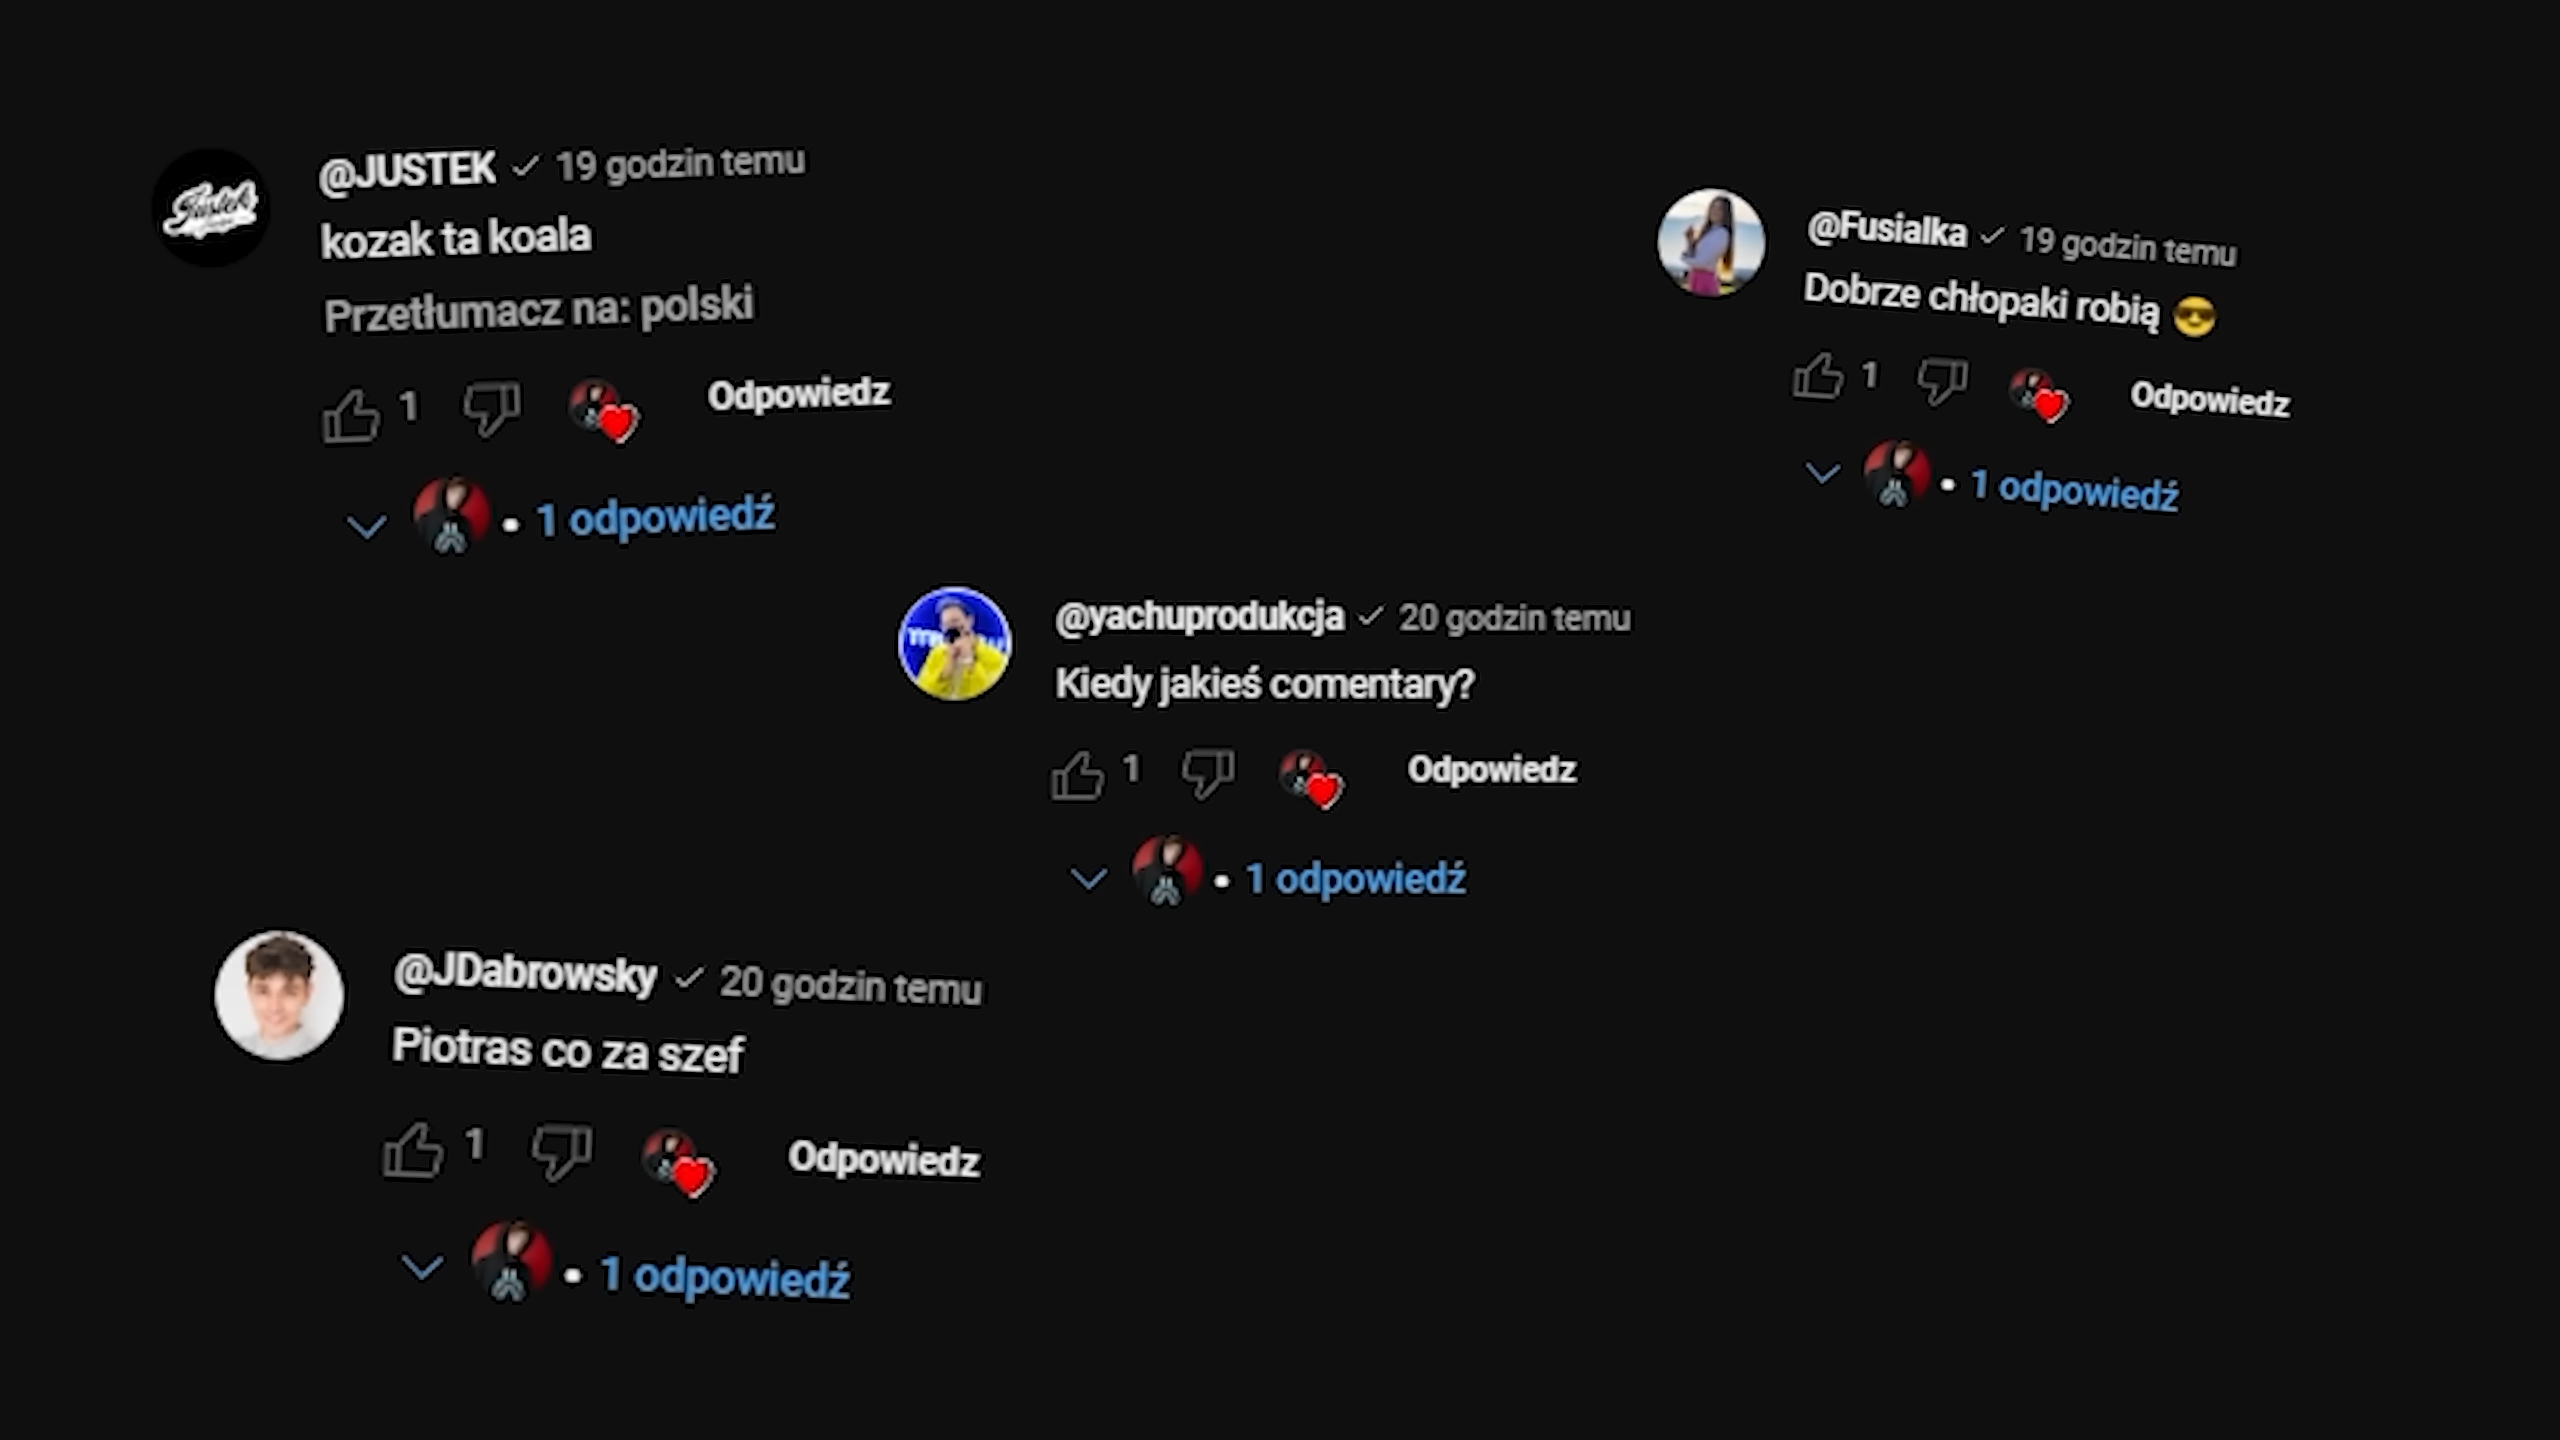 @JUSTEK ✓ 19 godzin temu
kozak ta koala
Przetłumacz na: polski
1 Odpowiedz
• 1 odpowiedź
@Fusialka ✓ 19 godzin temu
Dobrze chłopaki robią 😎
1 Odpowiedz
• 1 odpowiedź
@yachuprodukcja ✓ 20 godzin temu
Kiedy jakieś comentary?
1 Odpowiedz
• 1 odpowiedź
@JDabrowsky ✓ 20 godzin temu
Piotras co za szef
1 Odpowiedz
• 1 odpowiedź